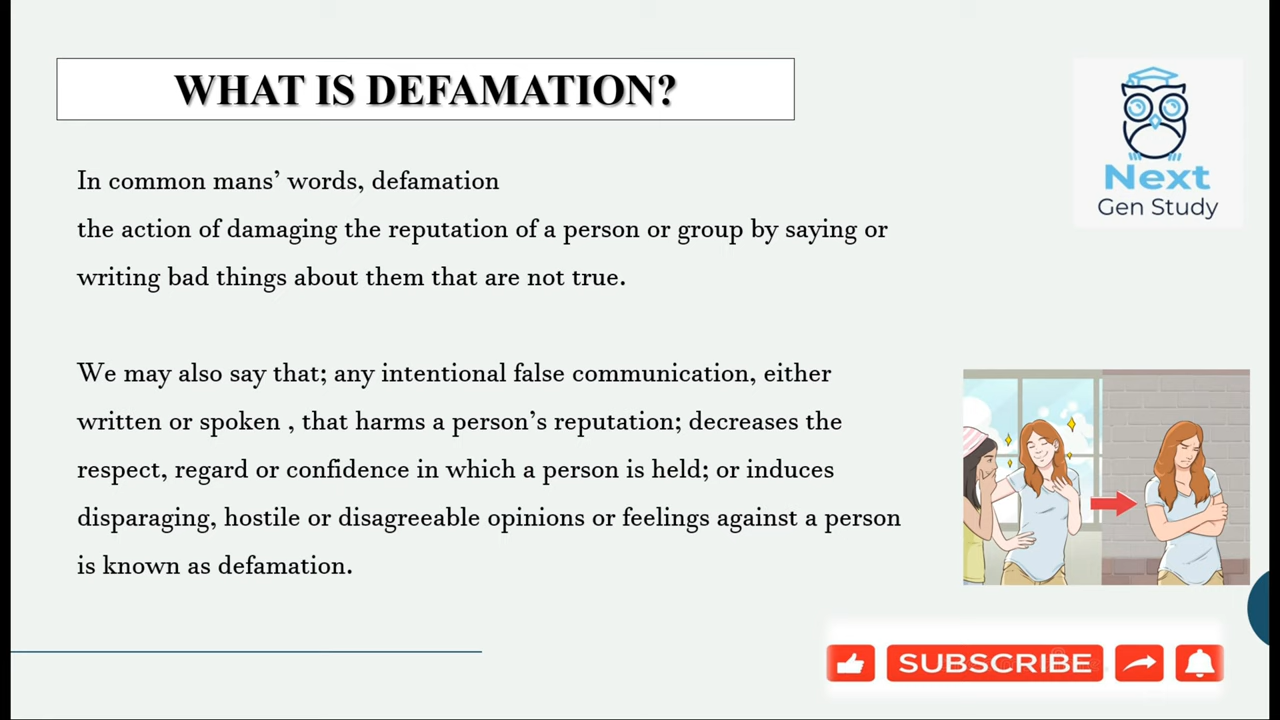 WHAT IS DEFAMATION?
Next
Gen Study
In common mans’ words, defamation
the action of damaging the reputation of a person or group by saying or
writing bad things about them that are not true.
We may also say that; any intentional false communication, either
written or spoken , that harms a person’s reputation; decreases the
respect, regard or confidence in which a person is held; or induces
disparaging, hostile or disagreeable opinions or feelings against a person
is known as defamation.
SUBSCRIBE